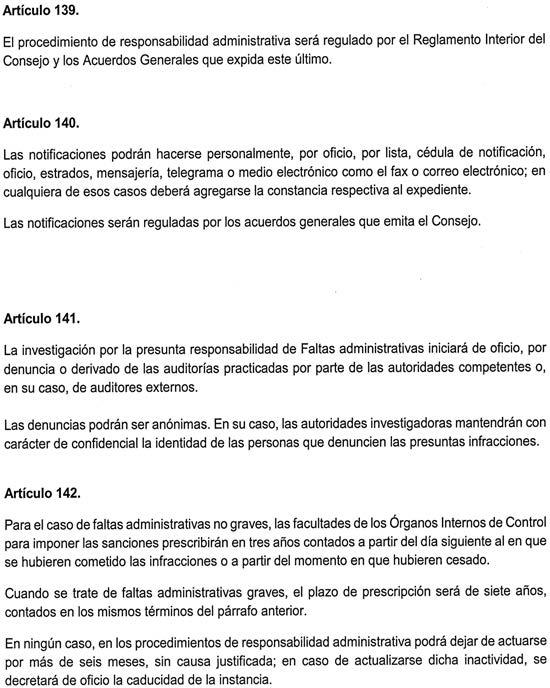 Artículo 139.
El procedimiento de responsabilidad administrativa será regulado por el Reglamento Interior del
Consejo y los Acuerdos Generales que expida este último.
Artículo 140.
Las notificaciones podrán hacerse personalmente, por oficio, por lista, cédula de notificación,
oficio, estrados, mensajería, telegrama o medio electrónico como el fax o correo electrónico; en
cualquiera de esos casos deberá agregarse la constancia respectiva al expediente.
Las notificaciones serán reguladas por los acuerdos generales que emita el Consejo.
Artículo 141.
La investigación por la presunta responsabilidad de Faltas administrativas iniciará de oficio, por
denuncia o derivado de las auditorías practicadas por parte de las autoridades competentes o,
en su caso, de auditores externos.
Las denuncias podrán ser anónimas. En su caso, las autoridades investigadoras mantendrán con
carácter de confidencial la identidad de las personas que denuncien las presuntas infracciones.
Artículo 142.
Para el caso de faltas administrativas no graves, las facultades de los Órganos Internos de Control
para imponer las sanciones prescribirán en tres años contados a partir del día siguiente al en que
se hubieren cometido las infracciones o a partir del momento en que hubieren cesado.
Cuando se trate de faltas administrativas graves, el plazo de prescripción será de siete años,
contados en los mismos términos del párrafo anterior.
En ningún caso, en los procedimientos de responsabilidad administrativa podrá dejar de actuarse
por más de seis meses, sin causa justificada; en caso de actualizarse dicha inactividad, se
decretará de oficio la caducidad de la instancia.